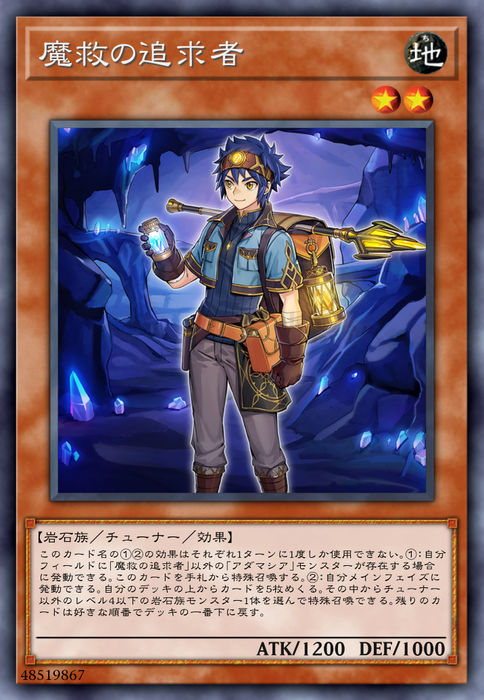 魔救の追求者
ち
地
【岩石族／チューナー／効果】
このカード名の①②の効果はそれぞれ1ターンに1度しか使用できない。①：自分
フィールドに「魔救の追求者」以外の「アダマシア」モンスターが存在する場合
に発動できる。このカードを手札から特殊召喚する。②：自分メインフェイズに
発動できる。自分のデッキの上からカードを5枚めくる。その中からチューナー
以外のレベル4以下の岩石族モンスター1体を選んで特殊召喚できる。残りのカ
ードは好きな順番でデッキの一番下に戻す。
ATK/1200 DEF/1000
48519867